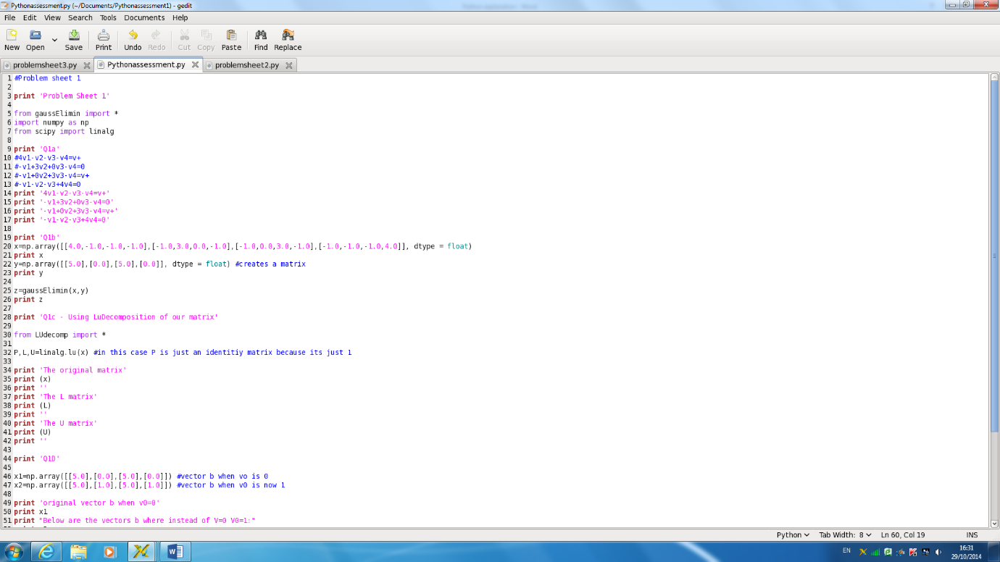 Pythonassessment.py (~/Documents/Pythonassessment1) - gedit
File Edit View Search Tools Documents Help
New Open Save Print Undo Redo Cut Copy Paste Find Replace
problemsheet3.py Pythonassessment.py problemsheet2.py
1 #Problem sheet 1
2
3 print 'Problem Sheet 1'
4
5 from gaussElimin import *
6 import numpy as np
7 from scipy import linalg
8
9 print 'Q1a'
10 #4v1-v2-v3-v4=v+
11 #-v1+3v2+0v3-v4=0
12 #-v1+0v2+3v3-v4=v+
13 #-v1-v2-v3+4v4=0
14 print '4v1-v2-v3-v4=v+'
15 print '-v1+3v2+0v3-v4=0'
16 print '-v1+0v2+3v3-v4=v+'
17 print '-v1-v2-v3+4v4=0'
18
19 print 'Q1b'
20 x=np.array([[4.0,-1.0,-1.0,-1.0],[-1.0,3.0,0.0,-1.0],[-1.0,0.0,3.0,-1.0],[-1.0,-1.0,-1.0,4.0]], dtype = float)
21 print x
22 y=np.array([[5.0],[0.0],[5.0],[0.0]], dtype = float) #creates a matrix
23 print y
24
25 z=gaussElimin(x,y)
26 print z
27
28 print 'Q1c - Using LuDecomposition of our matrix'
29
30 from LUdecomp import *
31
32 P,L,U=linalg.lu(x) #in this case P is just an identitiy matrix because its just 1
33
34 print 'The original matrix'
35 print (x)
36 print ''
37 print 'The L matrix'
38 print (L)
39 print ''
40 print 'The U matrix'
41 print (U)
42 print ''
43
44 print 'Q1D'
45
46 x1=np.array([[5.0],[0.0],[5.0],[0.0]]) #vector b when vo is 0
47 x2=np.array([[5.0],[1.0],[5.0],[1.0]]) #vector b when v0 is now 1
48
49 print 'original vector b when v0=0'
50 print x1
51 print "Below are the vectors b where instead of V=0 V0=1:"
Python Tab Width: 8 Ln 60, Col 19 INS
EN 16:31
29/10/2014